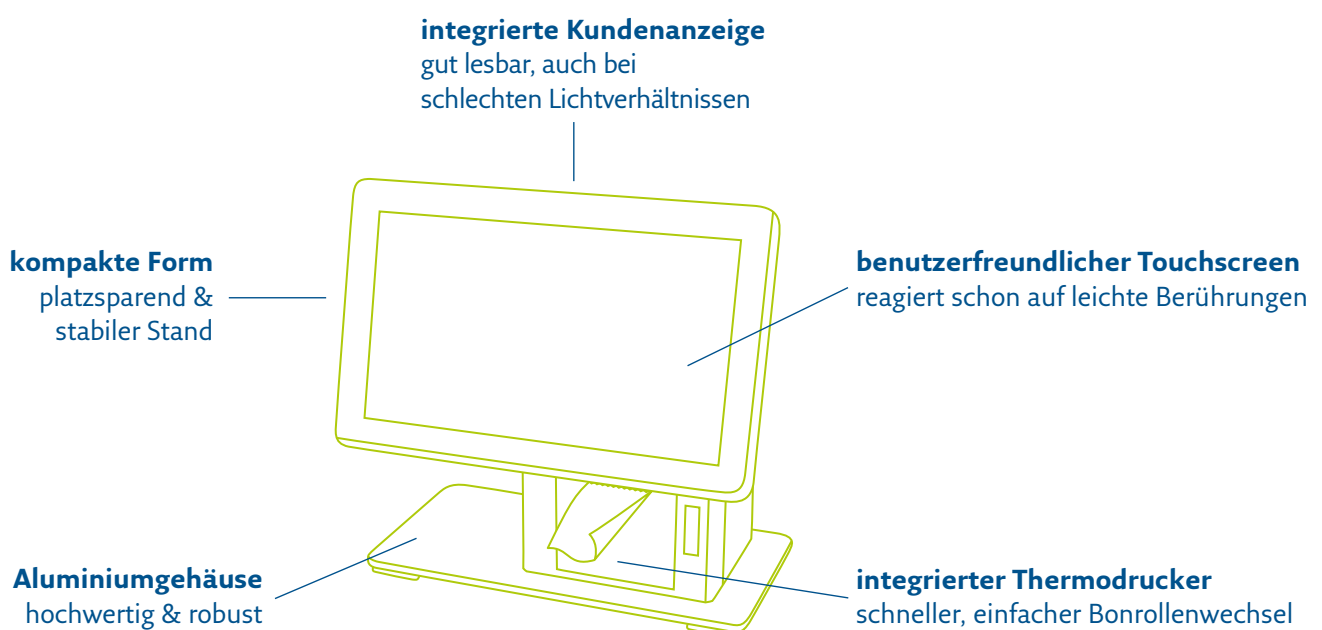 integrierte Kundenanzeige
gut lesbar, auch bei
schlechten Lichtverhältnissen
kompakte Form
platzsparend &
stabiler Stand
benutzerfreundlicher Touchscreen
reagiert schon auf leichte Berührungen
Aluminiumgehäuse
hochwertig & robust
integrierter Thermodrucker
schneller, einfacher Bonrollenwechsel